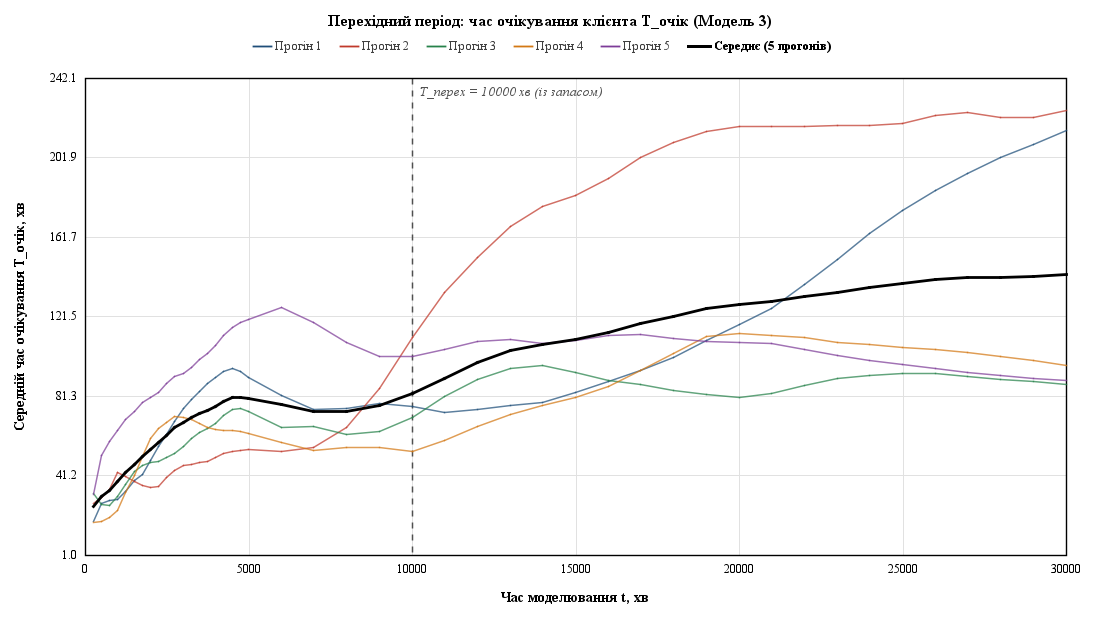 Перехідний період: час очікування клієнта T_очік (Модель 3)
Прогін 1 Прогін 2 Прогін 3 Прогін 4 Прогін 5 Середнє (5 прогонів)
T_перех = 10000 хв (із запасом)
242.1
201.9
161.7
121.5
81.3
41.2
1.0
Середній час очікування T_очік, хв
0 5000 10000 15000 20000 25000 30000
Час моделювання t, хв